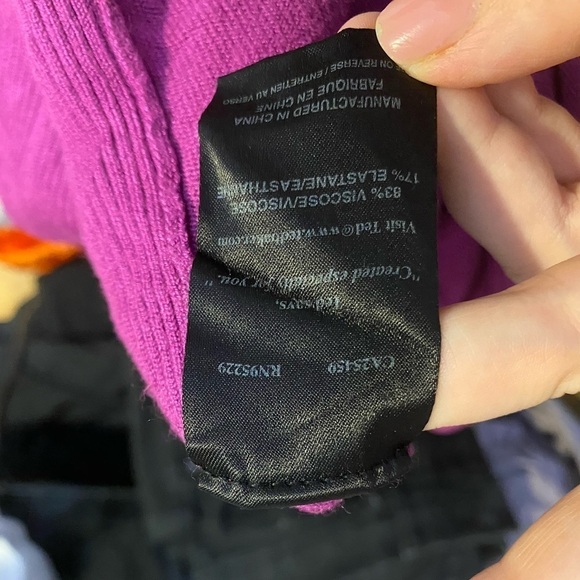 RN95229 CA25459
Ted says,
"Created especially for you."
Visit Ted@www.tedbaker.com
83% VISCOSE/VISCOSE
17% ELASTANE/EASTHANE
MANUFACTURED IN CHINA
FABRIQUE EN CHINE
ON REVERSE / ENTRETIEN AU VERSO